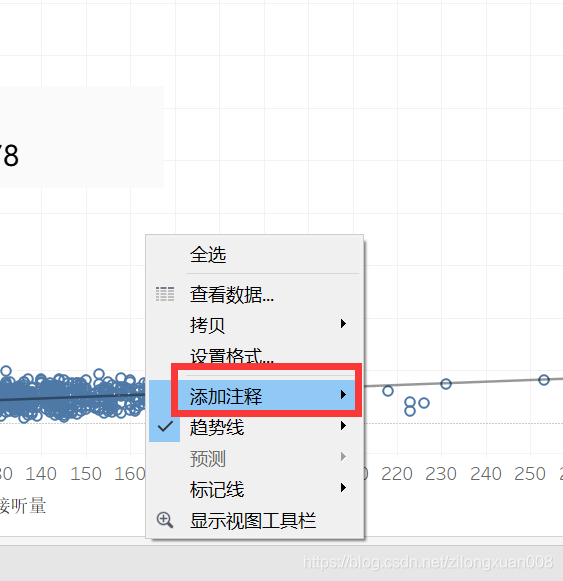 78
全选
查看数据...
拷贝
设置格式...
添加注释
趋势线
预测
标记线
显示视图工具栏
140 150 160 220 230 240 250
接听量
https://blog.csdn.net/zilongxuan008